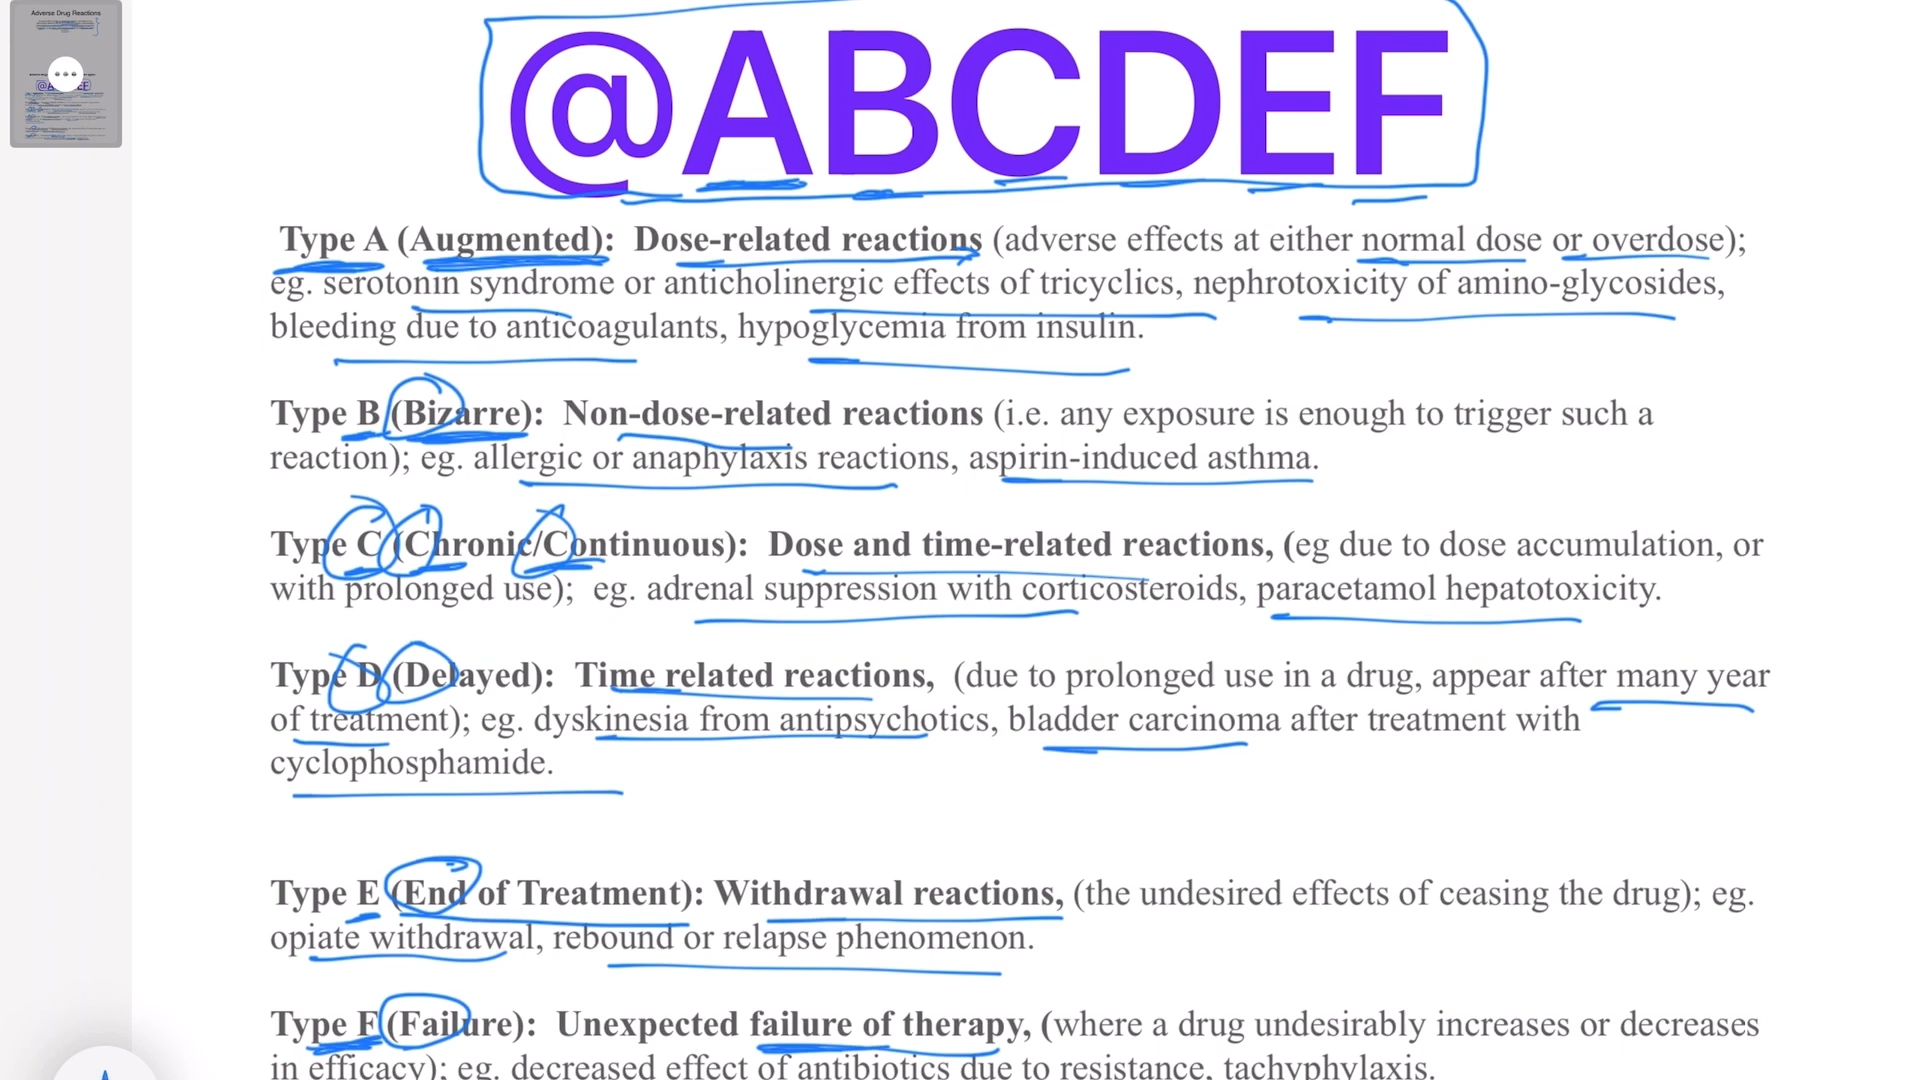 Adverse Drug Reactions
@ABCDEF
Type A (Augmented): Dose-related reactions (adverse effects at either normal dose or overdose);
eg. serotonin syndrome or anticholinergic effects of tricyclics, nephrotoxicity of amino-glycosides,
bleeding due to anticoagulants, hypoglycemia from insulin.
Type B (Bizarre): Non-dose-related reactions (i.e. any exposure is enough to trigger such a
reaction); eg. allergic or anaphylaxis reactions, aspirin-induced asthma.
Type C (Chronic/Continuous): Dose and time-related reactions, (eg due to dose accumulation, or
with prolonged use); eg. adrenal suppression with corticosteroids, paracetamol hepatotoxicity.
Type D (Delayed): Time related reactions, (due to prolonged use in a drug, appear after many year
of treatment); eg. dyskinesia from antipsychotics, bladder carcinoma after treatment with
cyclophosphamide.
Type E (End of Treatment): Withdrawal reactions, (the undesired effects of ceasing the drug); eg.
opiate withdrawal, rebound or relapse phenomenon.
Type F (Failure): Unexpected failure of therapy, (where a drug undesirably increases or decreases
in efficacy); eg. decreased effect of antibiotics due to resistance, tachyphylaxis.